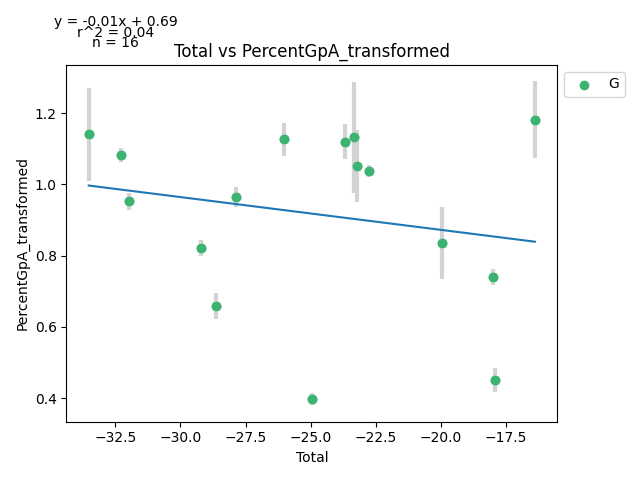 y = -0.01x + 0.69
r^2 = 0.04
n = 16
Total vs PercentGpA_transformed
G
PercentGpA_transformed
1.2
1.0
0.8
0.6
0.4
−32.5 −30.0 −27.5 −25.0 −22.5 −20.0 −17.5
Total